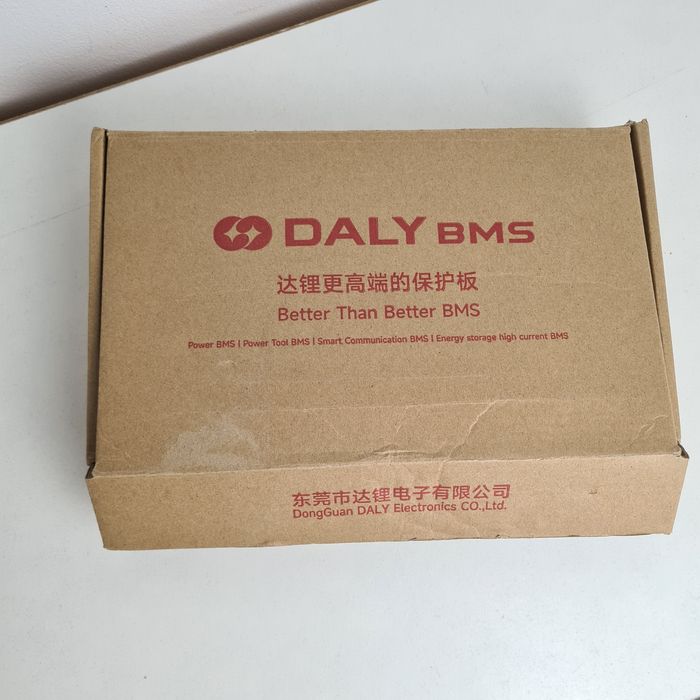 DALY BMS
达锂更高端的保护板
Better Than Better BMS
Power BMS | Power Tool BMS | Smart Communication BMS | Energy storage high current BMS
东莞市达锂电子有限公司
DongGuan DALY Electronics CO.,Ltd.